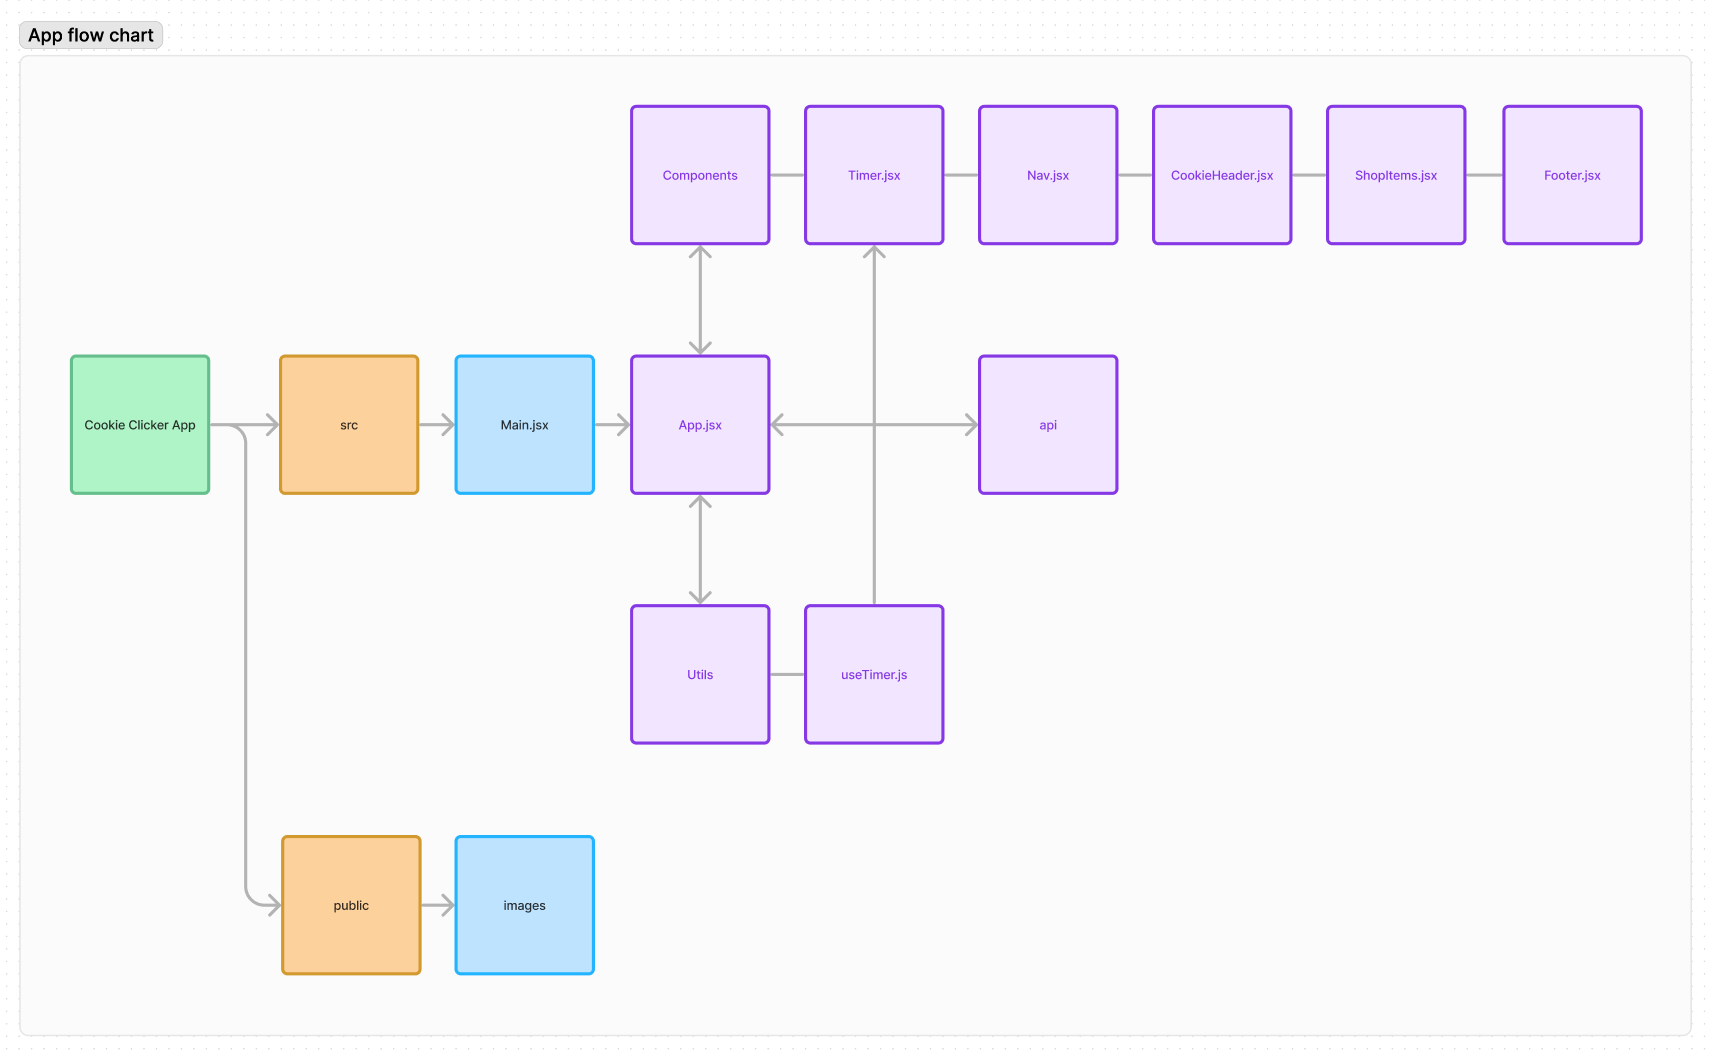 App flow chart
Components
Timer.jsx
Nav.jsx
CookieHeader.jsx
ShopItems.jsx
Footer.jsx
Cookie Clicker App
src
Main.jsx
App.jsx
api
Utils
useTimer.js
public
images